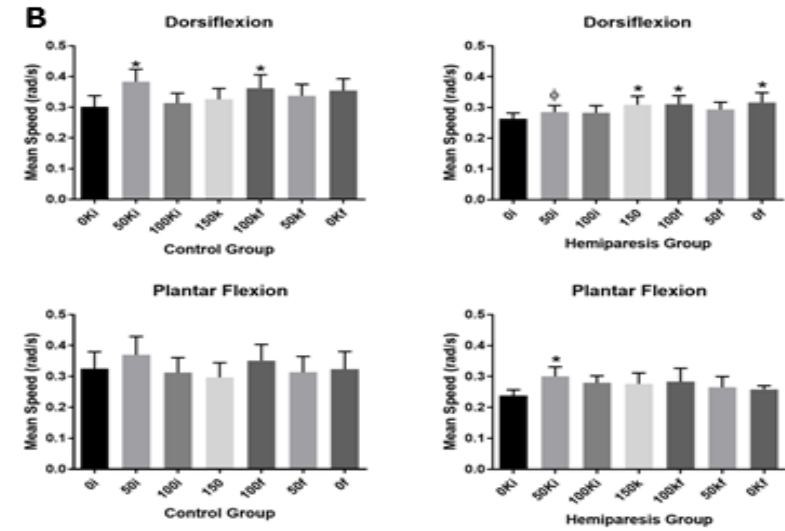 B
Dorsiflexion
Mean Speed (rad/s)
0.5
0.4
0.3
0.2
0.1
0.0
* *
0Ki 50Ki 100Ki 150k 100kf 50kf 0Kf
Control Group
Dorsiflexion
Mean Speed (rad/s)
0.5
0.4
0.3
0.2
0.1
0.0
ϕ * * *
0i 50i 100i 150 100f 50f 0f
Hemiparesis Group
Plantar Flexion
Mean Speed (rad/s)
0.5
0.4
0.3
0.2
0.1
0.0
0i 50i 100i 150 100f 50f 0f
Control Group
Plantar Flexion
Mean Speed (rad/s)
0.5
0.4
0.3
0.2
0.1
0.0
*
0Ki 50Ki 100Ki 150k 100kf 50kf 0Kf
Hemiparesis Group